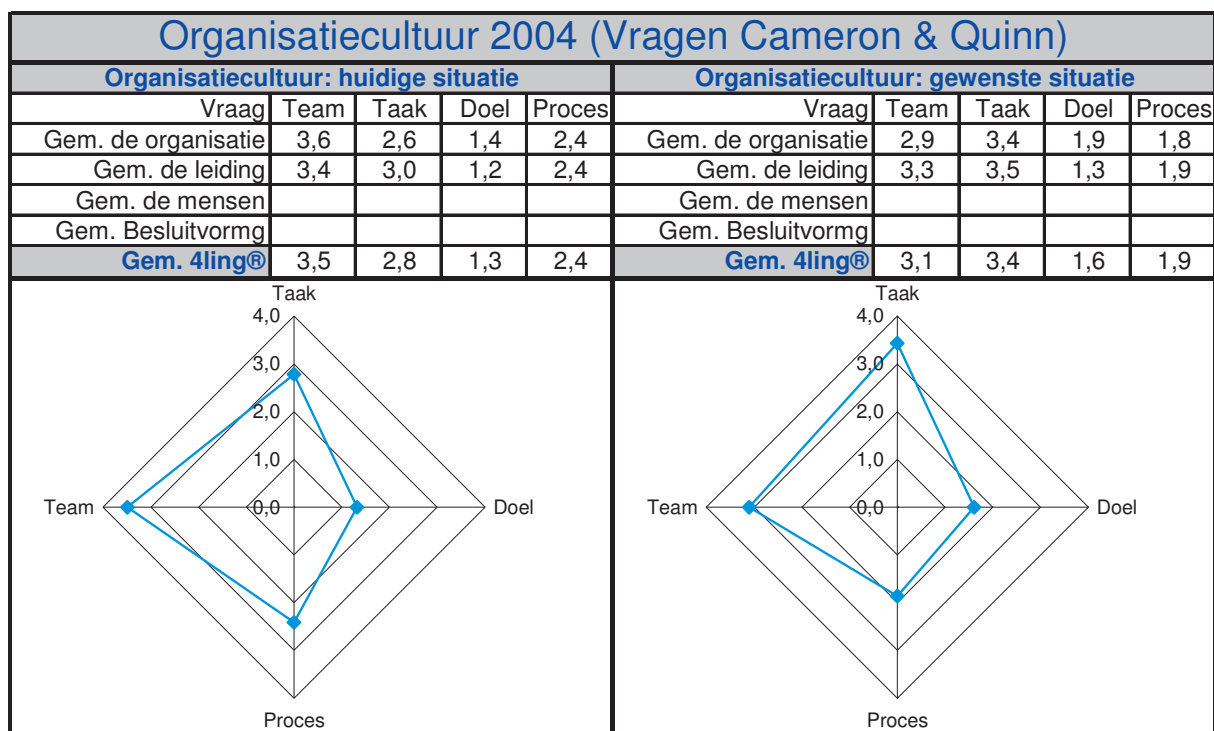 Organisatiecultuur 2004 (Vragen Cameron & Quinn)
Organisatiecultuur: huidige situatie
Vraag Team Taak Doel Proces
Gem. de organisatie 3,6 2,6 1,4 2,4
Gem. de leiding 3,4 3,0 1,2 2,4
Gem. de mensen
Gem. Besluitvormg
Gem. 4ling® 3,5 2,8 1,3 2,4
Taak
4,0
3,0
2,0
1,0
0,0
Team
Doel
Proces
Organisatiecultuur: gewenste situatie
Vraag Team Taak Doel Proces
Gem. de organisatie 2,9 3,4 1,9 1,8
Gem. de leiding 3,3 3,5 1,3 1,9
Gem. de mensen
Gem. Besluitvormg
Gem. 4ling® 3,1 3,4 1,6 1,9
Taak
4,0
3,0
2,0
1,0
0,0
Team
Doel
Proces